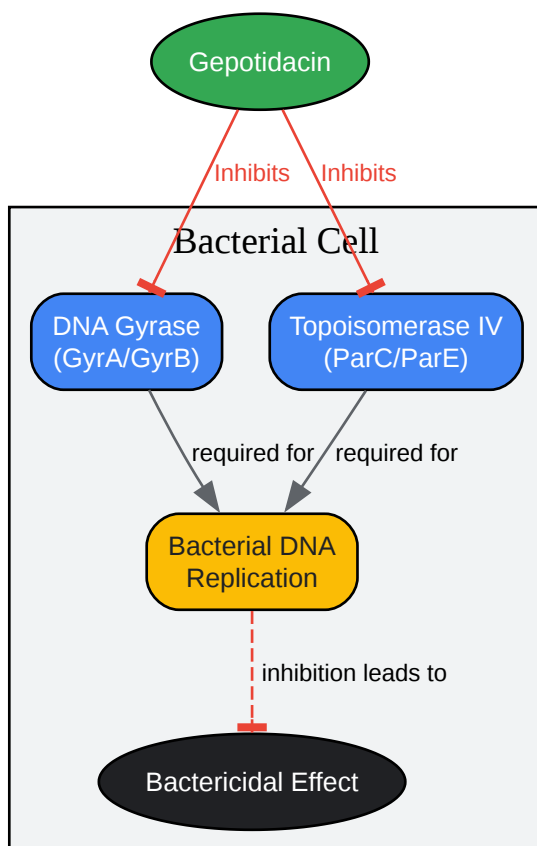 Gepotidacin
Inhibits
Inhibits
Bacterial Cell
DNA Gyrase
(GyrA/GyrB)
Topoisomerase IV
(ParC/ParE)
required for
required for
Bacterial DNA
Replication
inhibition leads to
Bactericidal Effect